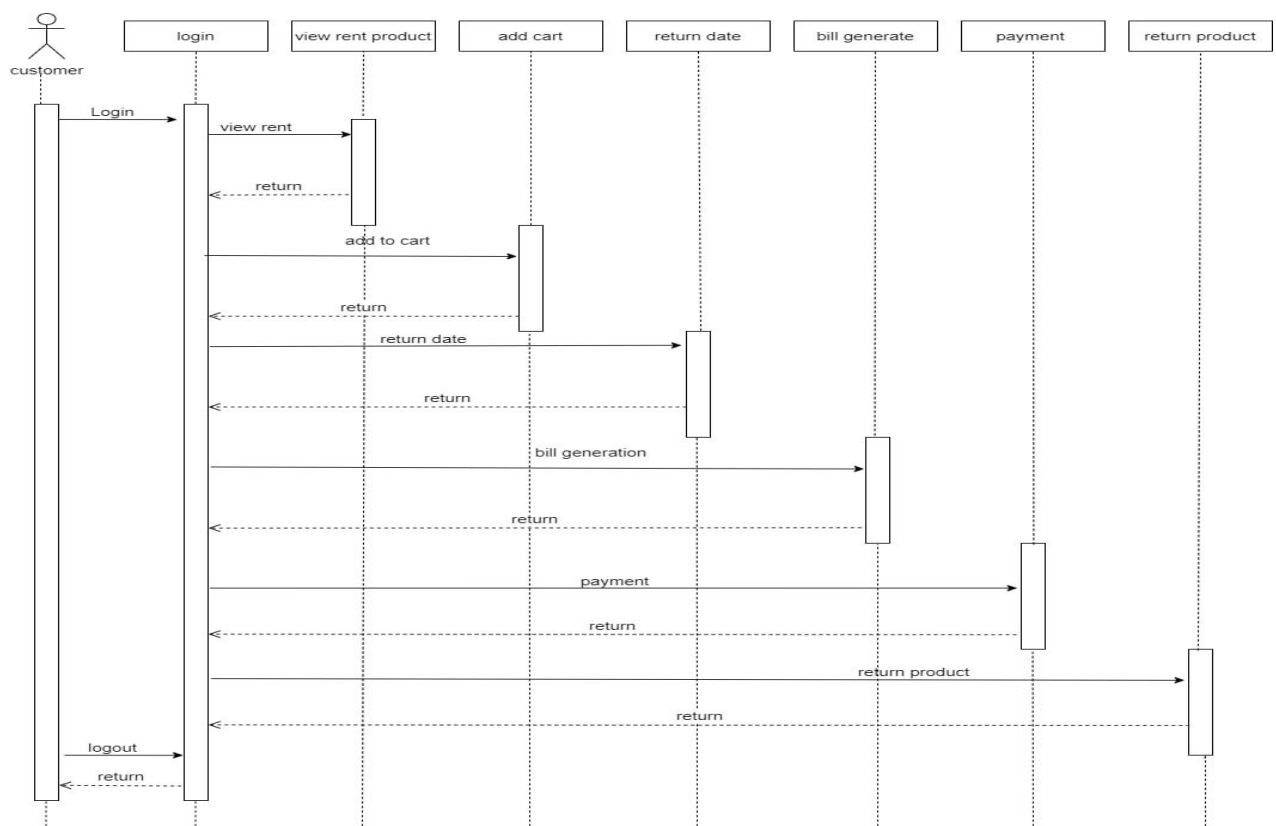 login
view rent product
add cart
return date
bill generate
payment
return product
customer
Login
view rent
return
add to cart
return
return date
return
bill generation
return
payment
return
return product
return
logout
return